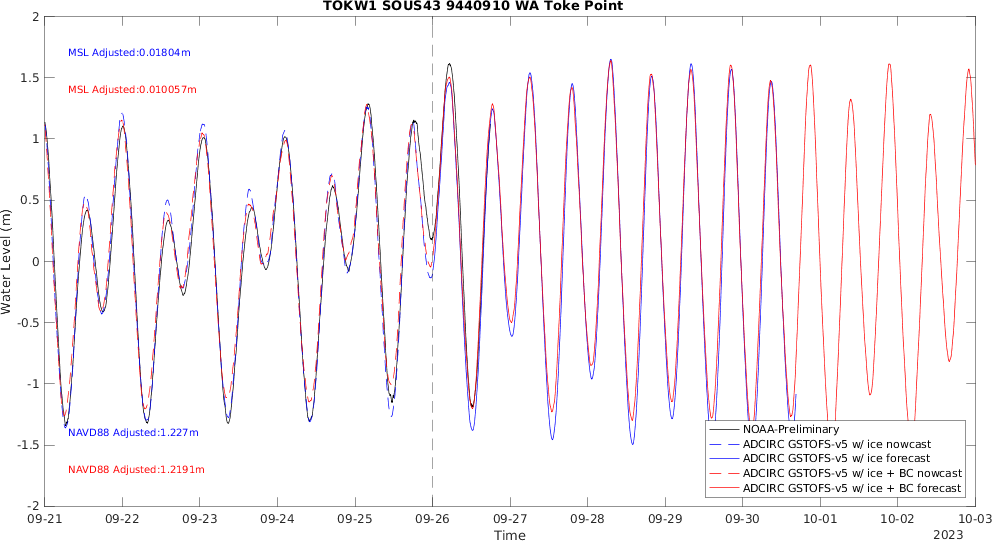 TOKW1 SOUS43 9440910 WA Toke Point
2
1.5
1
0.5
0
-0.5
-1
-1.5
-2
Water Level (m)
MSL Adjusted:0.01804m
MSL Adjusted:0.010057m
NAVD88 Adjusted:1.227m
NAVD88 Adjusted:1.2191m
NOAA-Preliminary
ADCIRC GSTOFS-v5 w/ ice nowcast
ADCIRC GSTOFS-v5 w/ ice forecast
ADCIRC GSTOFS-v5 w/ ice + BC nowcast
ADCIRC GSTOFS-v5 w/ ice + BC forecast
09-21 09-22 09-23 09-24 09-25 09-26 09-27 09-28 09-29 09-30 10-01 10-02 10-03
Time
2023